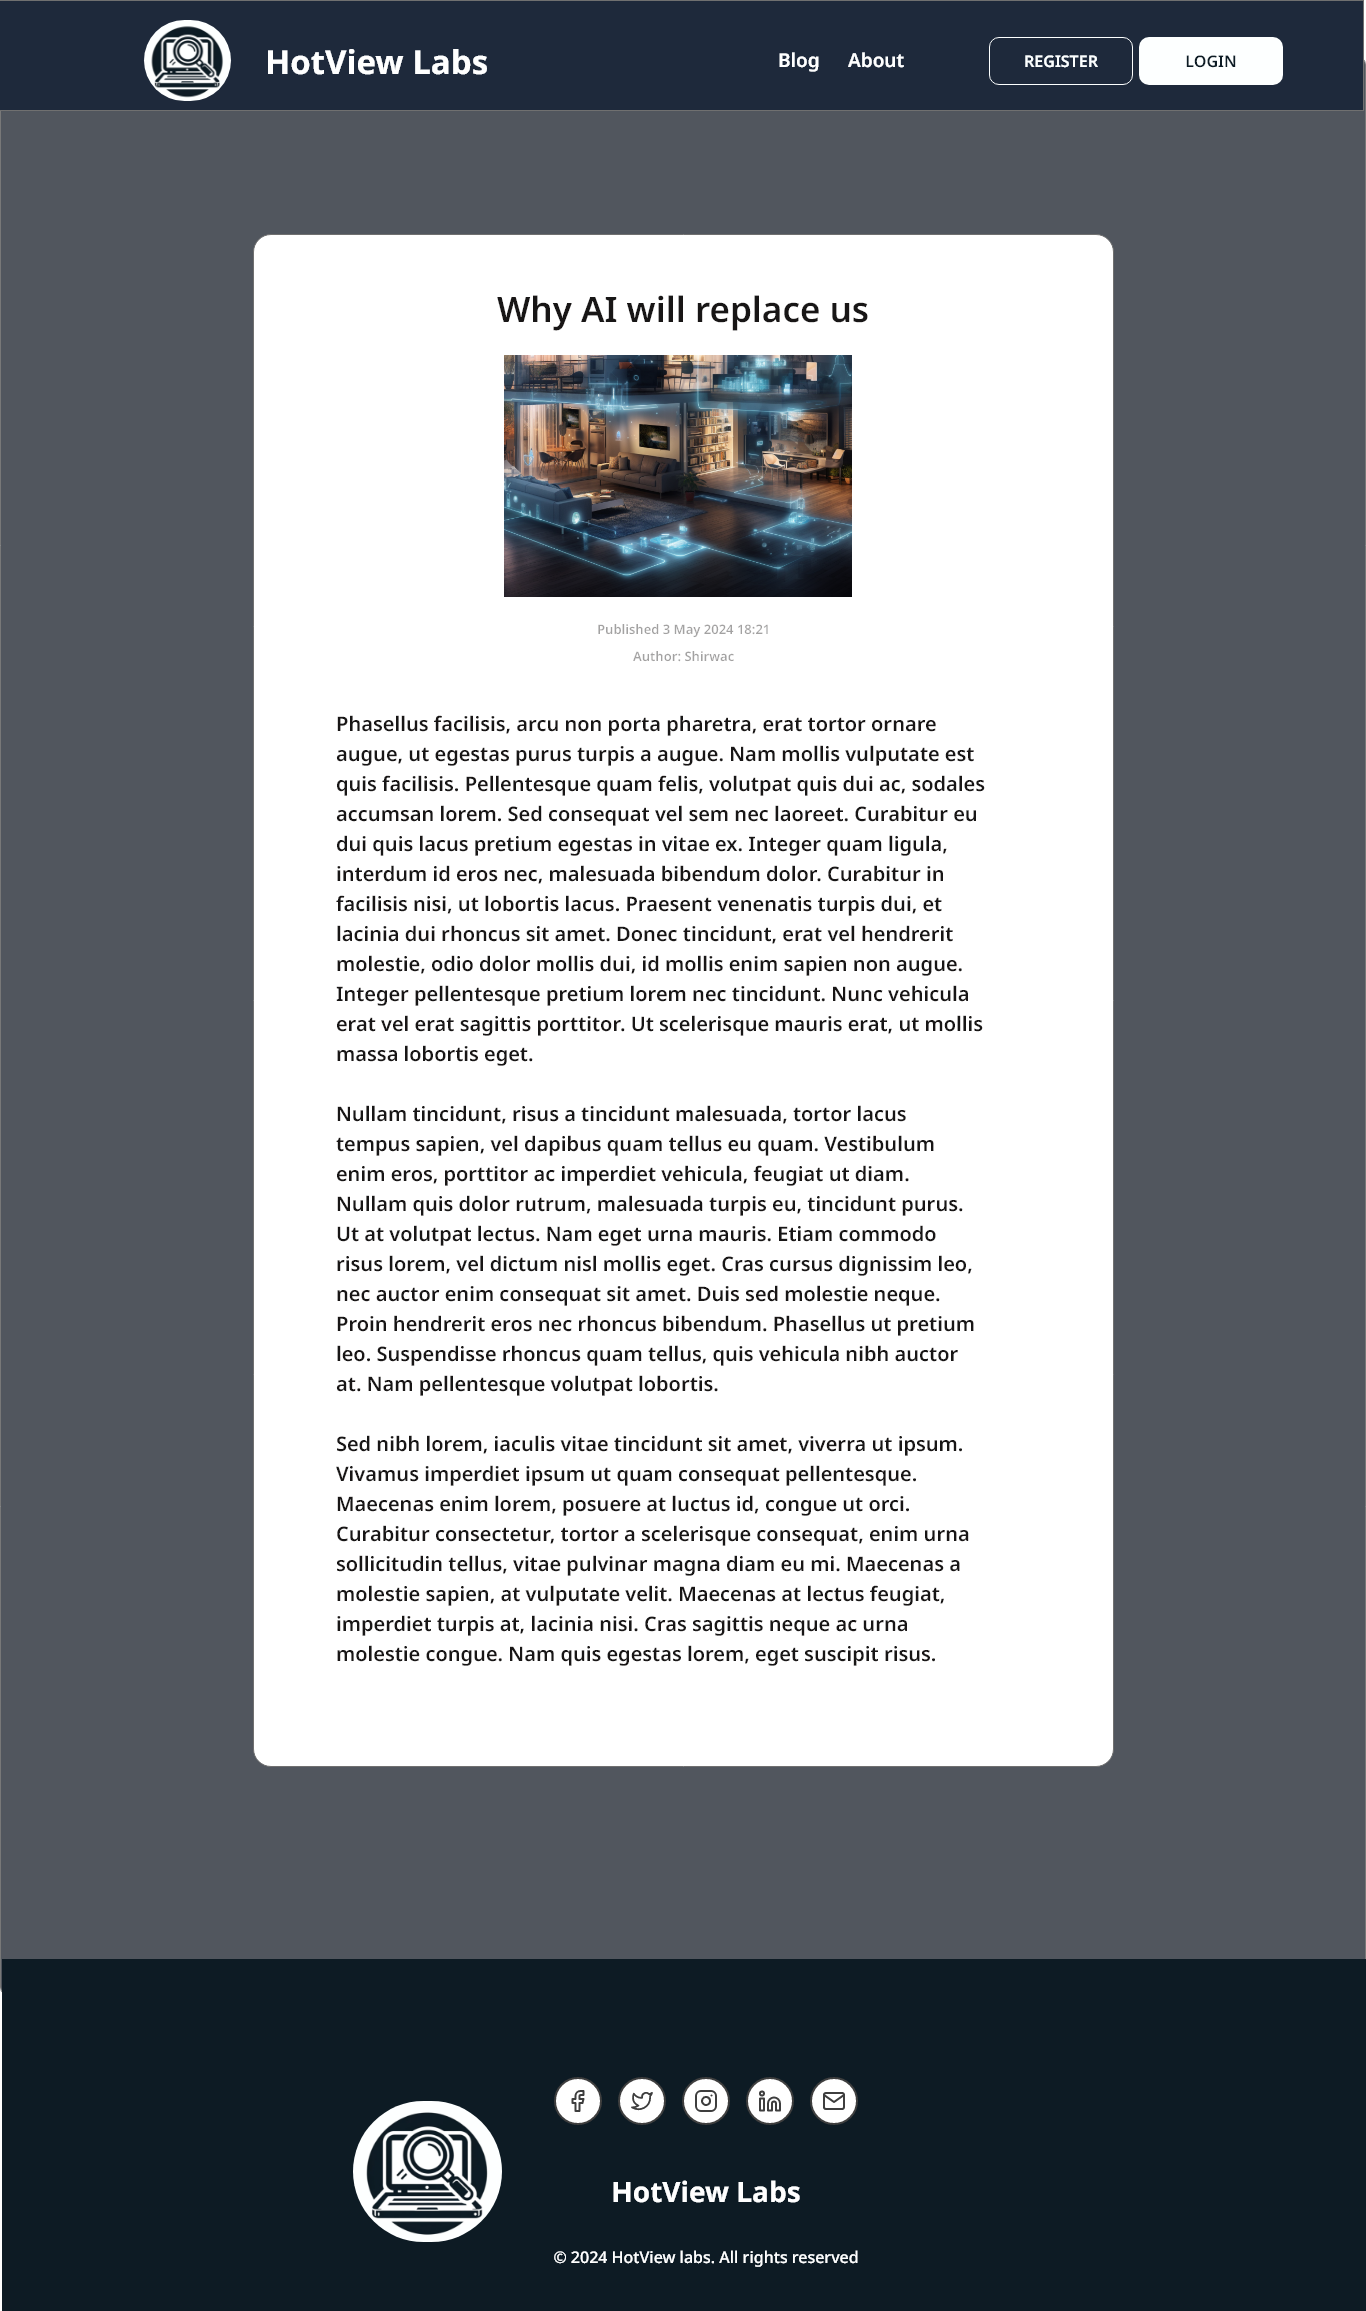 HotView Labs
Blog
About
REGISTER
LOGIN
Why AI will replace us
Published 3 May 2024 18:21
Author: Shirwac
Phasellus facilisis, arcu non porta pharetra, erat tortor ornare
augue, ut egestas purus turpis a augue. Nam mollis vulputate est
quis facilisis. Pellentesque quam felis, volutpat quis dui ac, sodales
accumsan lorem. Sed consequat vel sem nec laoreet. Curabitur eu
dui quis lacus pretium egestas in vitae ex. Integer quam ligula,
interdum id eros nec, malesuada bibendum dolor. Curabitur in
facilisis nisi, ut lobortis lacus. Praesent venenatis turpis dui, et
lacinia dui rhoncus sit amet. Donec tincidunt, erat vel hendrerit
molestie, odio dolor mollis dui, id mollis enim sapien non augue.
Integer pellentesque pretium lorem nec tincidunt. Nunc vehicula
erat vel erat sagittis porttitor. Ut scelerisque mauris erat, ut mollis
massa lobortis eget.
Nullam tincidunt, risus a tincidunt malesuada, tortor lacus
tempus sapien, vel dapibus quam tellus eu quam. Vestibulum
enim eros, porttitor ac imperdiet vehicula, feugiat ut diam.
Nullam quis dolor rutrum, malesuada turpis eu, tincidunt purus.
Ut at volutpat lectus. Nam eget urna mauris. Etiam commodo
risus lorem, vel dictum nisl mollis eget. Cras cursus dignissim leo,
nec auctor enim consequat sit amet. Duis sed molestie neque.
Proin hendrerit eros nec rhoncus bibendum. Phasellus ut pretium
leo. Suspendisse rhoncus quam tellus, quis vehicula nibh auctor
at. Nam pellentesque volutpat lobortis.
Sed nibh lorem, iaculis vitae tincidunt sit amet, viverra ut ipsum.
Vivamus imperdiet ipsum ut quam consequat pellentesque.
Maecenas enim lorem, posuere at luctus id, congue ut orci.
Curabitur consectetur, tortor a scelerisque consequat, enim urna
sollicitudin tellus, vitae pulvinar magna diam eu mi. Maecenas a
molestie sapien, at vulputate velit. Maecenas at lectus feugiat,
imperdiet turpis at, lacinia nisi. Cras sagittis neque ac urna
molestie congue. Nam quis egestas lorem, eget suscipit risus.
HotView Labs
© 2024 HotView labs. All rights reserved